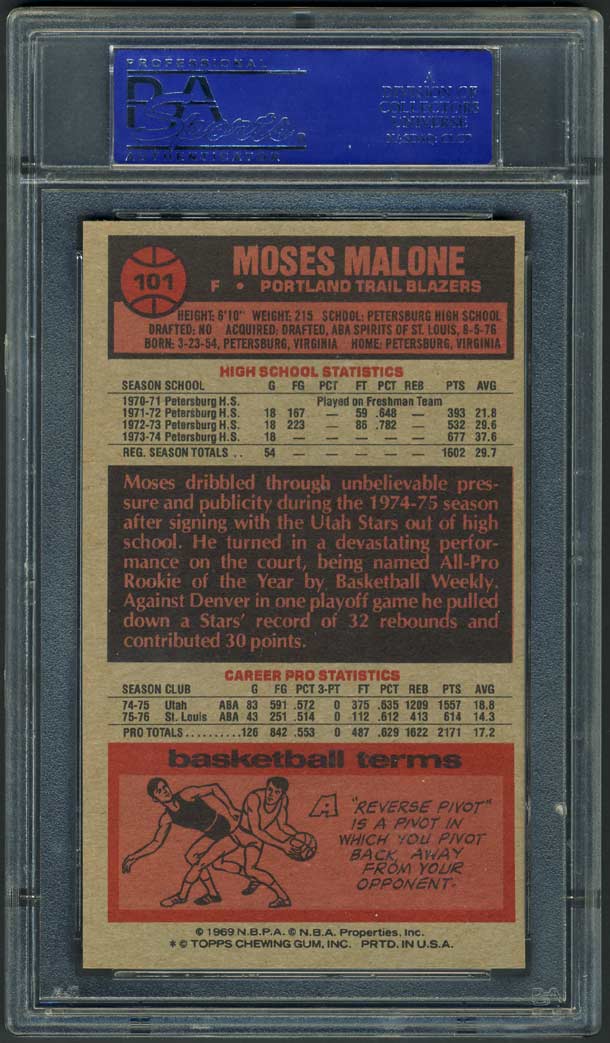 PROFESSIONAL
PSA
Sports
AUTHENTICATOR
A
DIVISION OF
COLLECTORS
UNIVERSE
NASDAQ: CLCT
101
MOSES MALONE
F • PORTLAND TRAIL BLAZERS
HEIGHT: 6'10" WEIGHT: 215 SCHOOL: PETERSBURG HIGH SCHOOL
DRAFTED: NO ACQUIRED: DRAFTED, ABA SPIRITS OF ST. LOUIS, 8-5-76
BORN: 3-23-54, PETERSBURG, VIRGINIA HOME: PETERSBURG, VIRGINIA
HIGH SCHOOL STATISTICS
SEASON SCHOOL G FG PCT FT PCT REB PTS AVG
1970-71 Petersburg H.S. Played on Freshman Team
1971-72 Petersburg H.S. 18 167 — 59 .648 — 393 21.8
1972-73 Petersburg H.S. 18 223 — 86 .782 — 532 29.6
1973-74 Petersburg H.S. 18 — — — — — 677 37.6
REG. SEASON TOTALS . . 54 — — — — — 1602 29.7
Moses dribbled through unbelievable pres-
sure and publicity during the 1974-75 season
after signing with the Utah Stars out of high
school. He turned in a devastating perfor-
mance on the court, being named All-Pro
Rookie of the Year by Basketball Weekly.
Against Denver in one playoff game he pulled
down a Stars' record of 32 rebounds and
contributed 30 points.
CAREER PRO STATISTICS
SEASON CLUB G FG PCT 3-PT FT PCT REB PTS AVG
74-75 Utah ABA 83 591 .572 0 375 .635 1209 1557 18.8
75-76 St. Louis ABA 43 251 .514 0 112 .612 413 614 14.3
PRO TOTALS..........126 842 .553 0 487 .629 1622 2171 17.2
basketball terms
A "REVERSE PIVOT"
IS A PIVOT IN
WHICH YOU PIVOT
BACK, AWAY
FROM YOUR
OPPONENT.
© 1969 N.B.P.A. © N.B.A. Properties, Inc.
* © TOPPS CHEWING GUM, INC. PRTD. IN U.S.A.
PSA